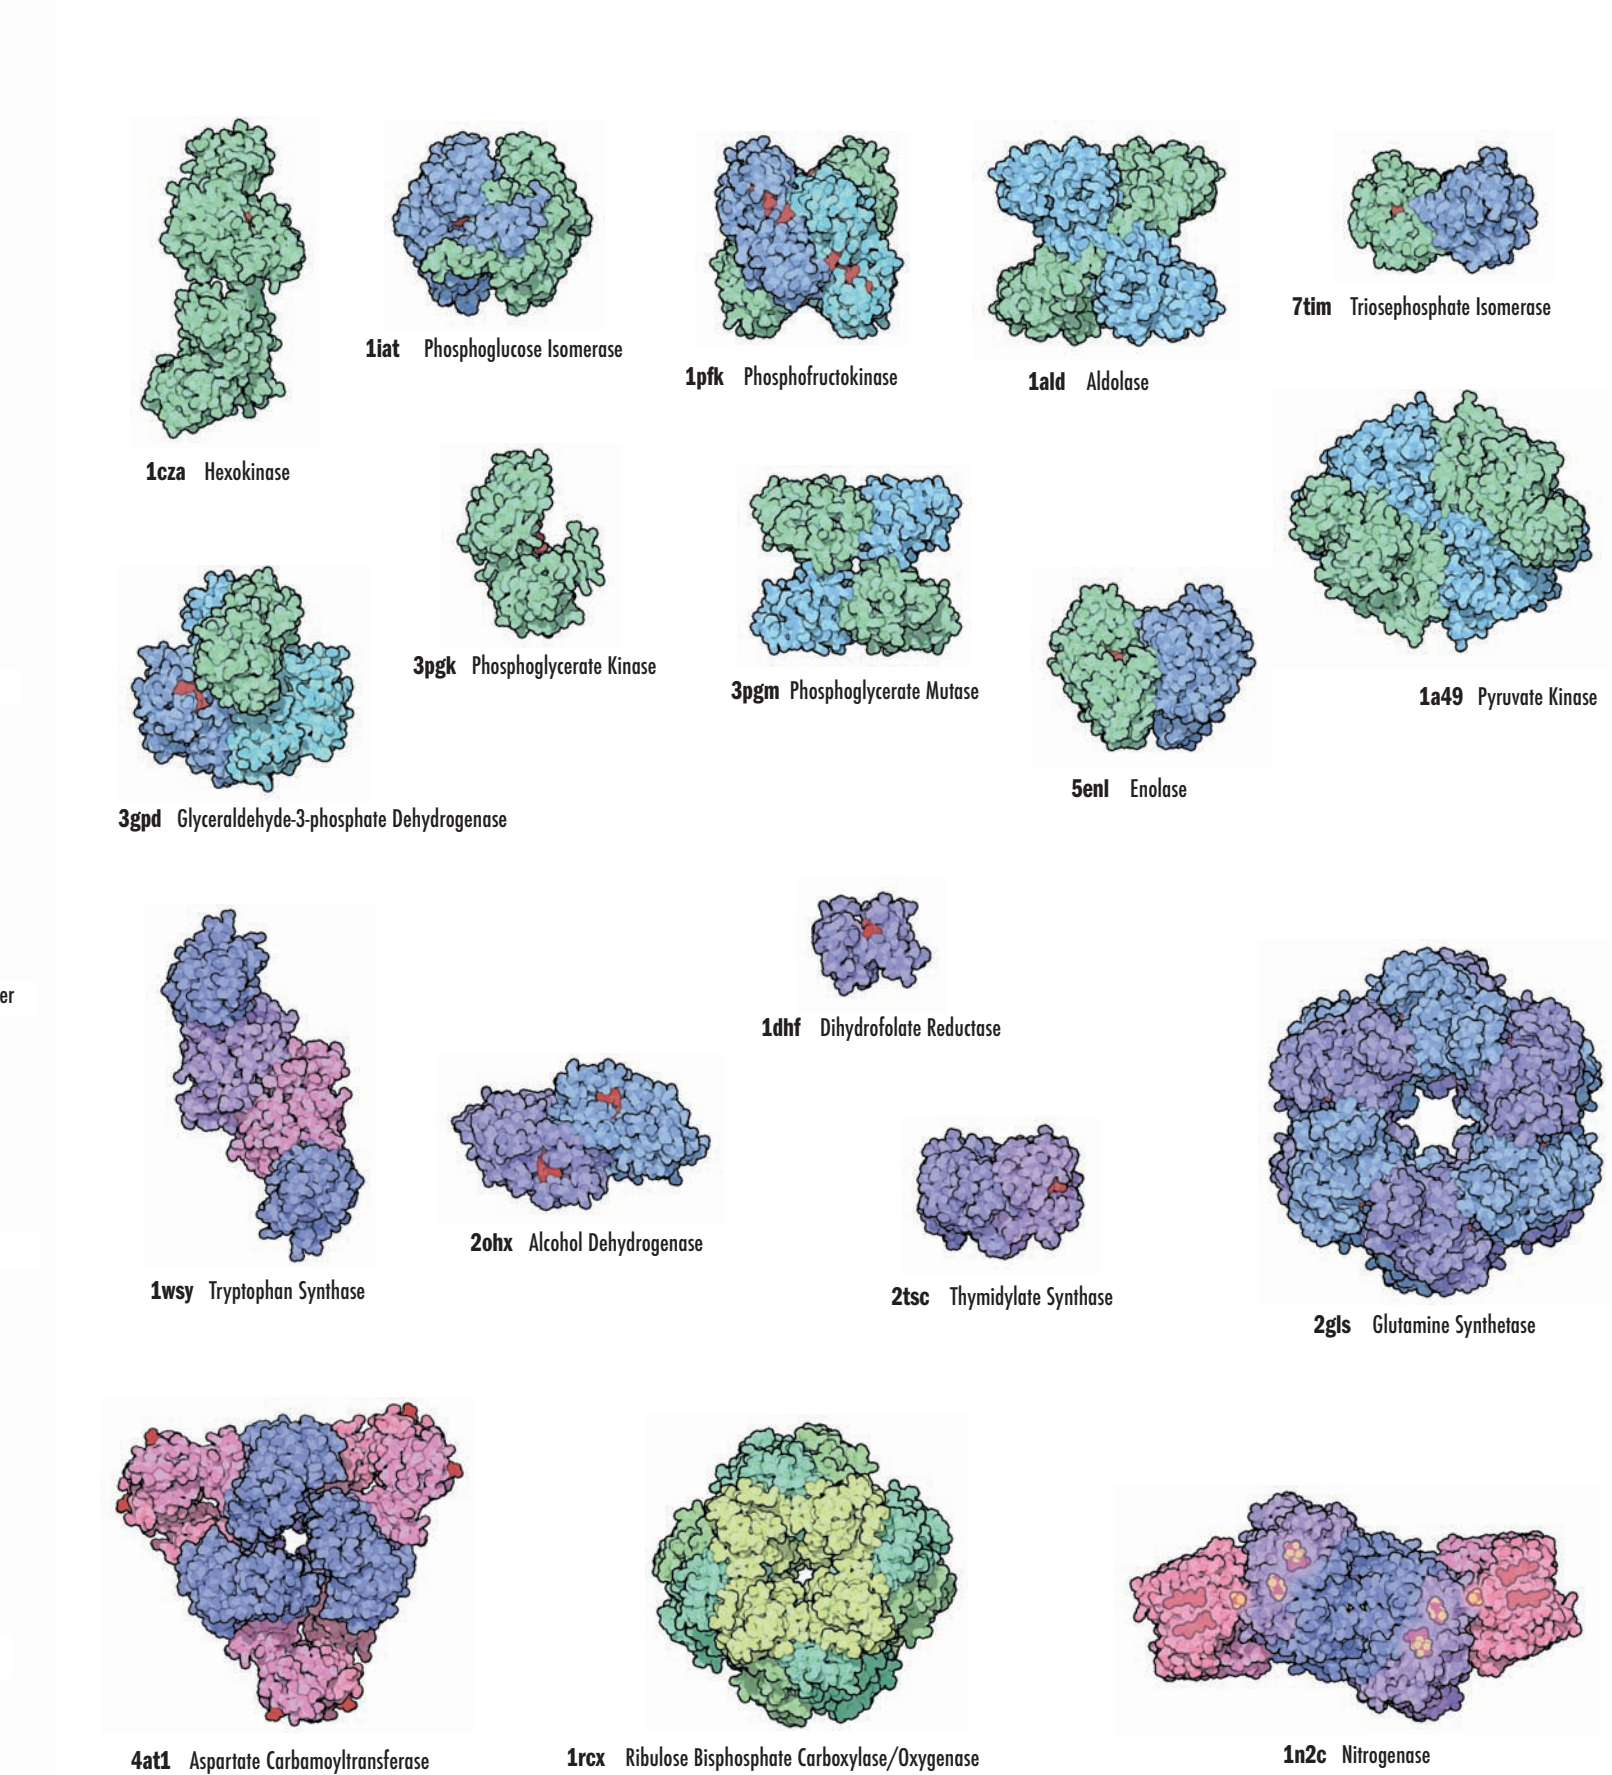 7tim Triosephosphate Isomerase
1iat Phosphoglucose Isomerase
1pfk Phosphofructokinase
1ald Aldolase
1cza Hexokinase
3pgk Phosphoglycerate Kinase
3pgm Phosphoglycerate Mutase
1a49 Pyruvate Kinase
5enl Enolase
3gpd Glyceraldehyde-3-phosphate Dehydrogenase
er
1dhf Dihydrofolate Reductase
2ohx Alcohol Dehydrogenase
1wsy Tryptophan Synthase
2tsc Thymidylate Synthase
2gls Glutamine Synthetase
4at1 Aspartate Carbamoyltransferase
1rcx Ribulose Bisphosphate Carboxylase/Oxygenase
1n2c Nitrogenase